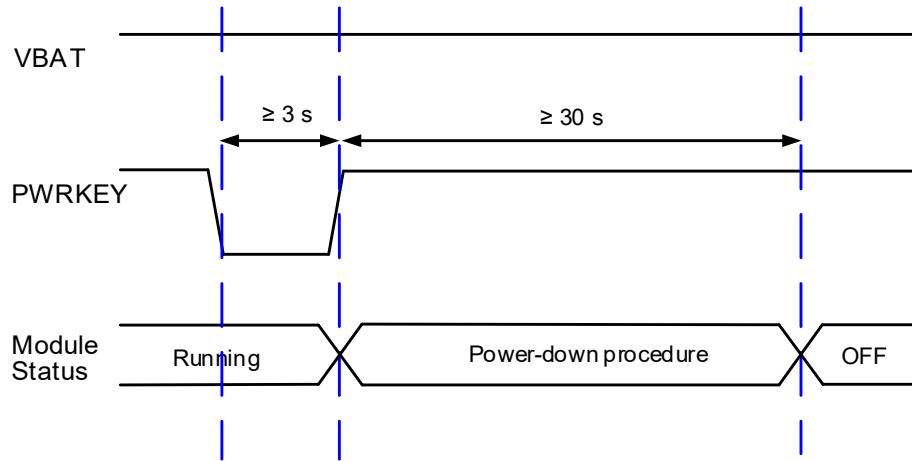 VBAT
≥ 3 s
≥ 30 s
PWRKEY
Module
Status
Running
Power-down procedure
OFF